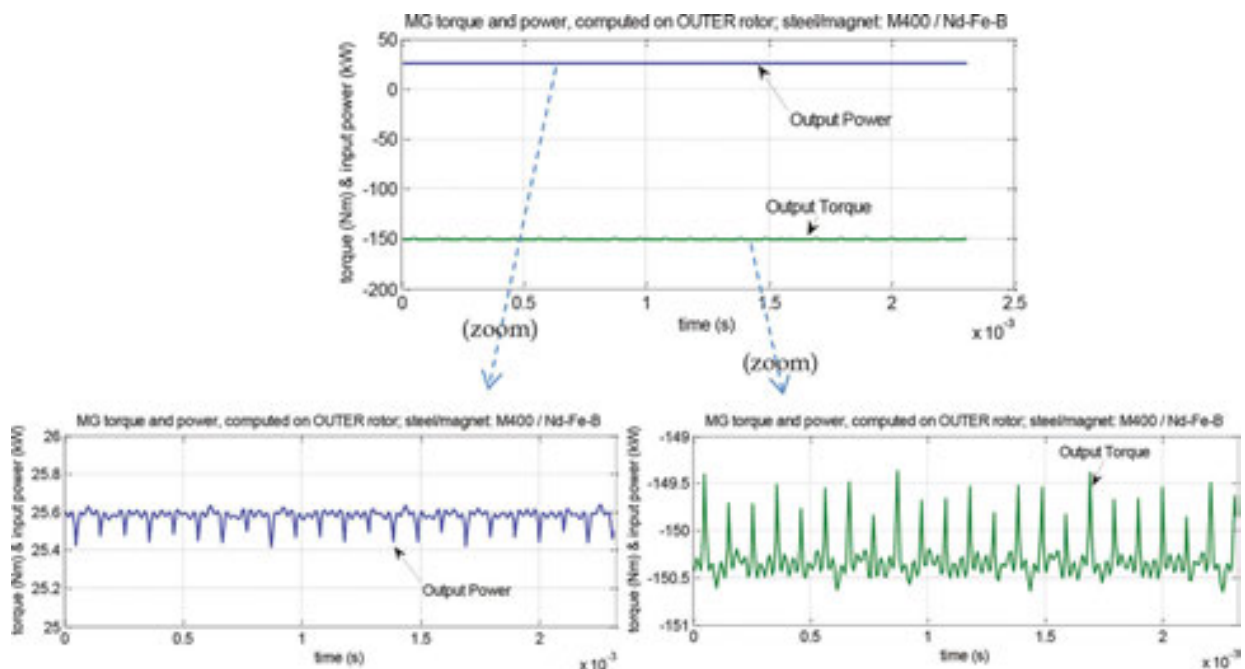 MG torque and power, computed on OUTER rotor; steel/magnet: M400 / Nd-Fe-B
torque (Nm) & input power (kW)
50
0
-50
-100
-150
-200
Output Power
Output Torque
0
0.5
1
1.5
2
2.5
time (s)
x 10⁻³
(zoom)
(zoom)
MG torque and power, computed on OUTER rotor; steel/magnet: M400 / Nd-Fe-B
torque (Nm) & input power (kW)
26
25.8
25.6
25.4
25.2
25
Output Power
0
0.5
1
1.5
2
time (s)
x 10⁻³
MG torque and power, computed on OUTER rotor; steel/magnet: M400 / Nd-Fe-B
torque (Nm) & input power (kW)
-149
-149.5
-150
-150.5
-151
Output Torque
0
0.5
1
1.5
2
time (s)
x 10⁻³